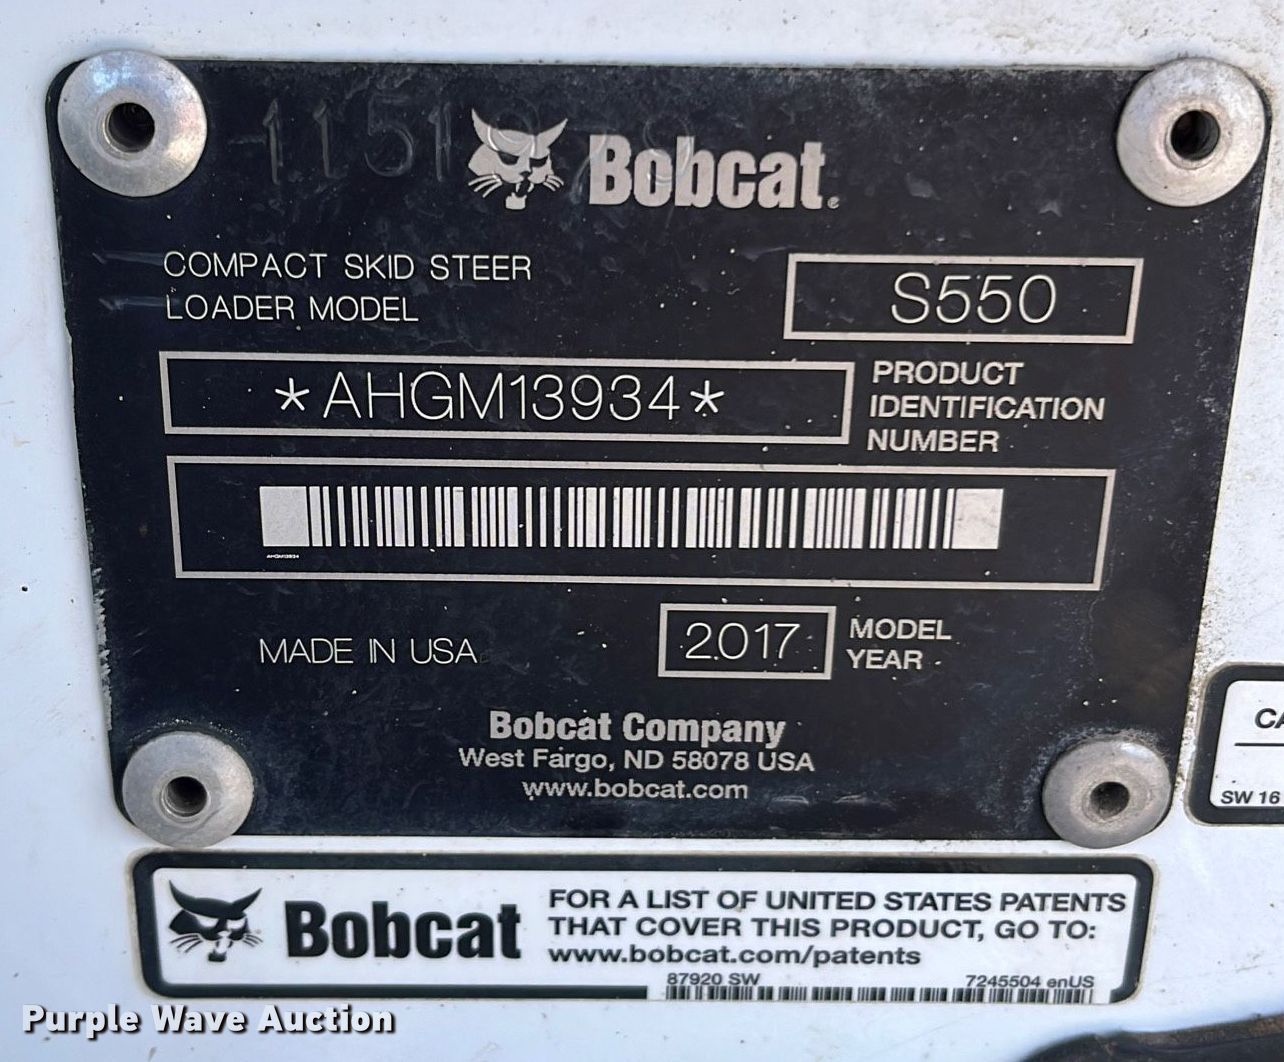 Bobcat.
COMPACT SKID STEER
LOADER MODEL
S550
*AHGM13934*
PRODUCT
IDENTIFICATION
NUMBER
AHGM13934
MADE IN USA
2017
MODEL
YEAR
Bobcat Company
West Fargo, ND 58078 USA
www.bobcat.com
CA
SW 16
Bobcat
FOR A LIST OF UNITED STATES PATENTS
THAT COVER THIS PRODUCT, GO TO:
www.bobcat.com/patents
87920 SW
7245504 enUS
Purple Wave Auction